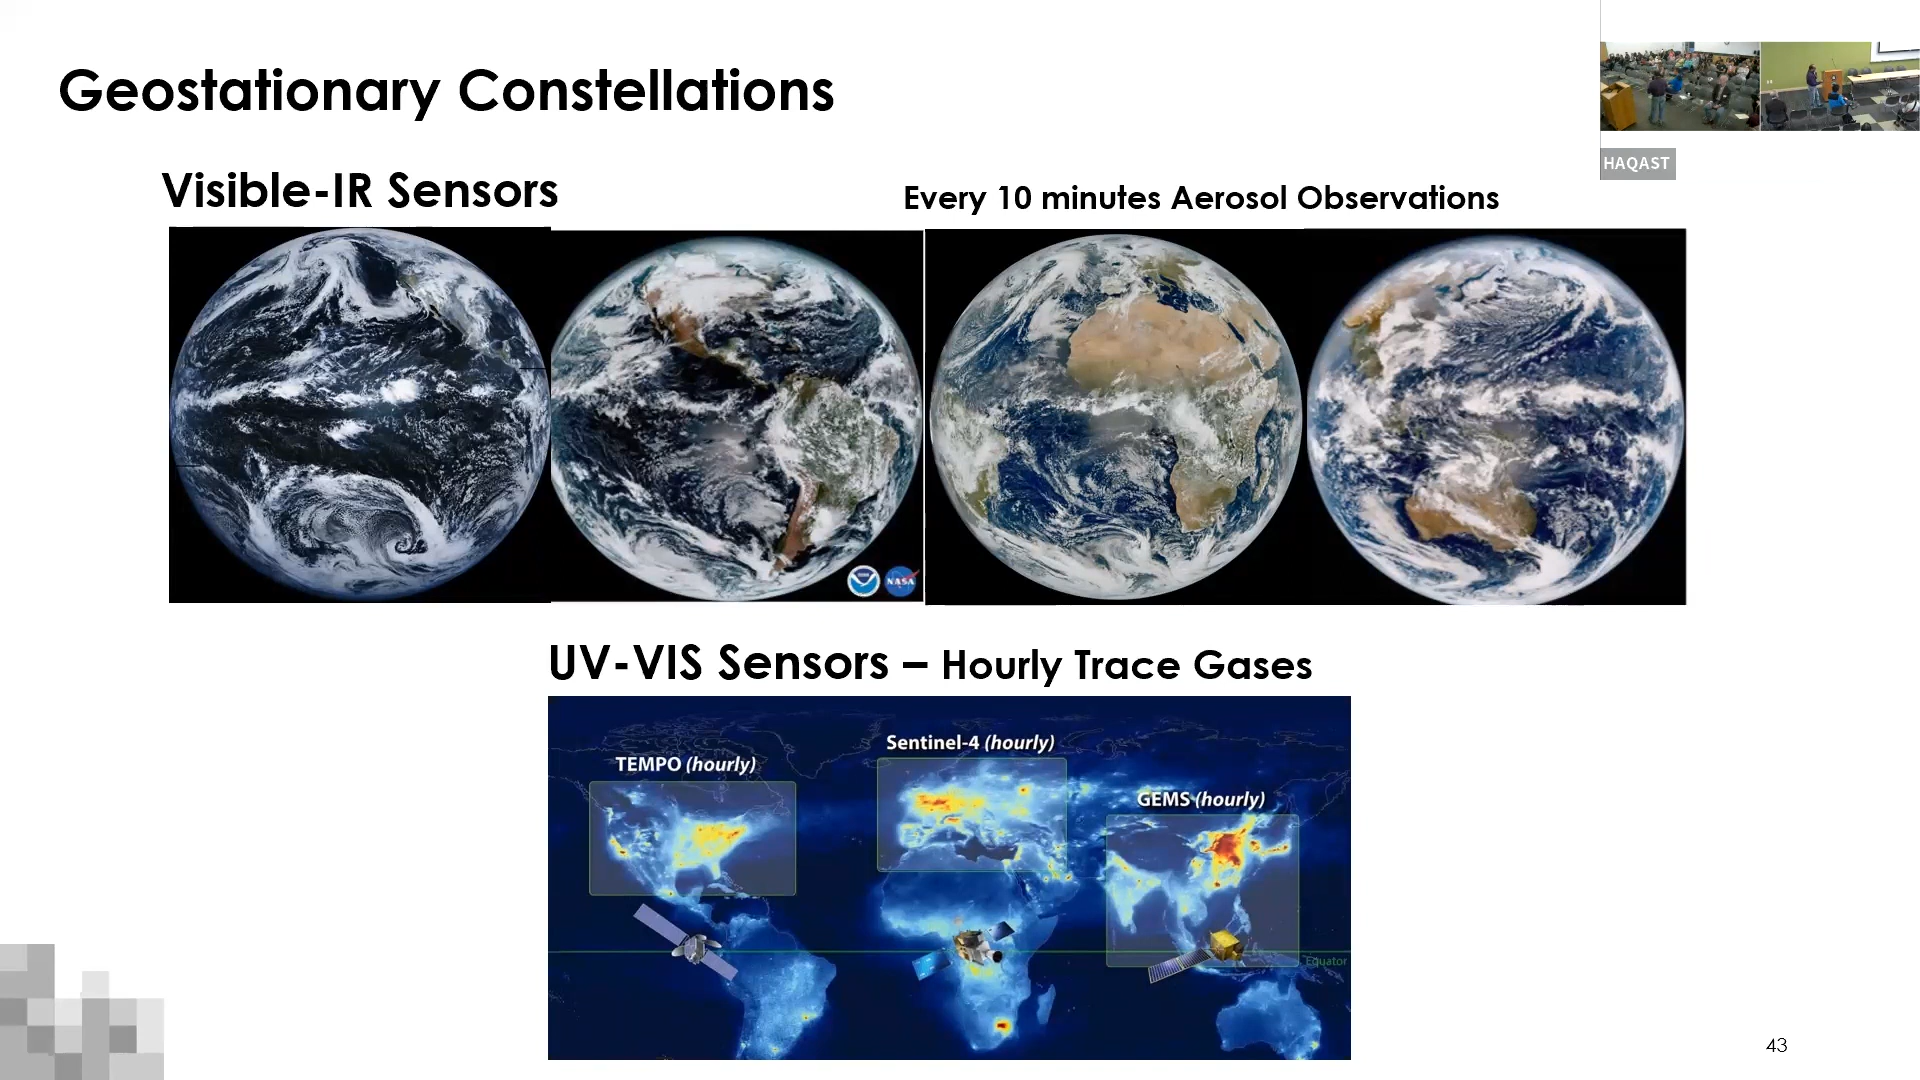 Geostationary Constellations
HAQAST
Visible-IR Sensors
Every 10 minutes Aerosol Observations
NASA
UV-VIS Sensors – Hourly Trace Gases
Sentinel-4 (hourly)
TEMPO (hourly)
GEMS (hourly)
Equator
43